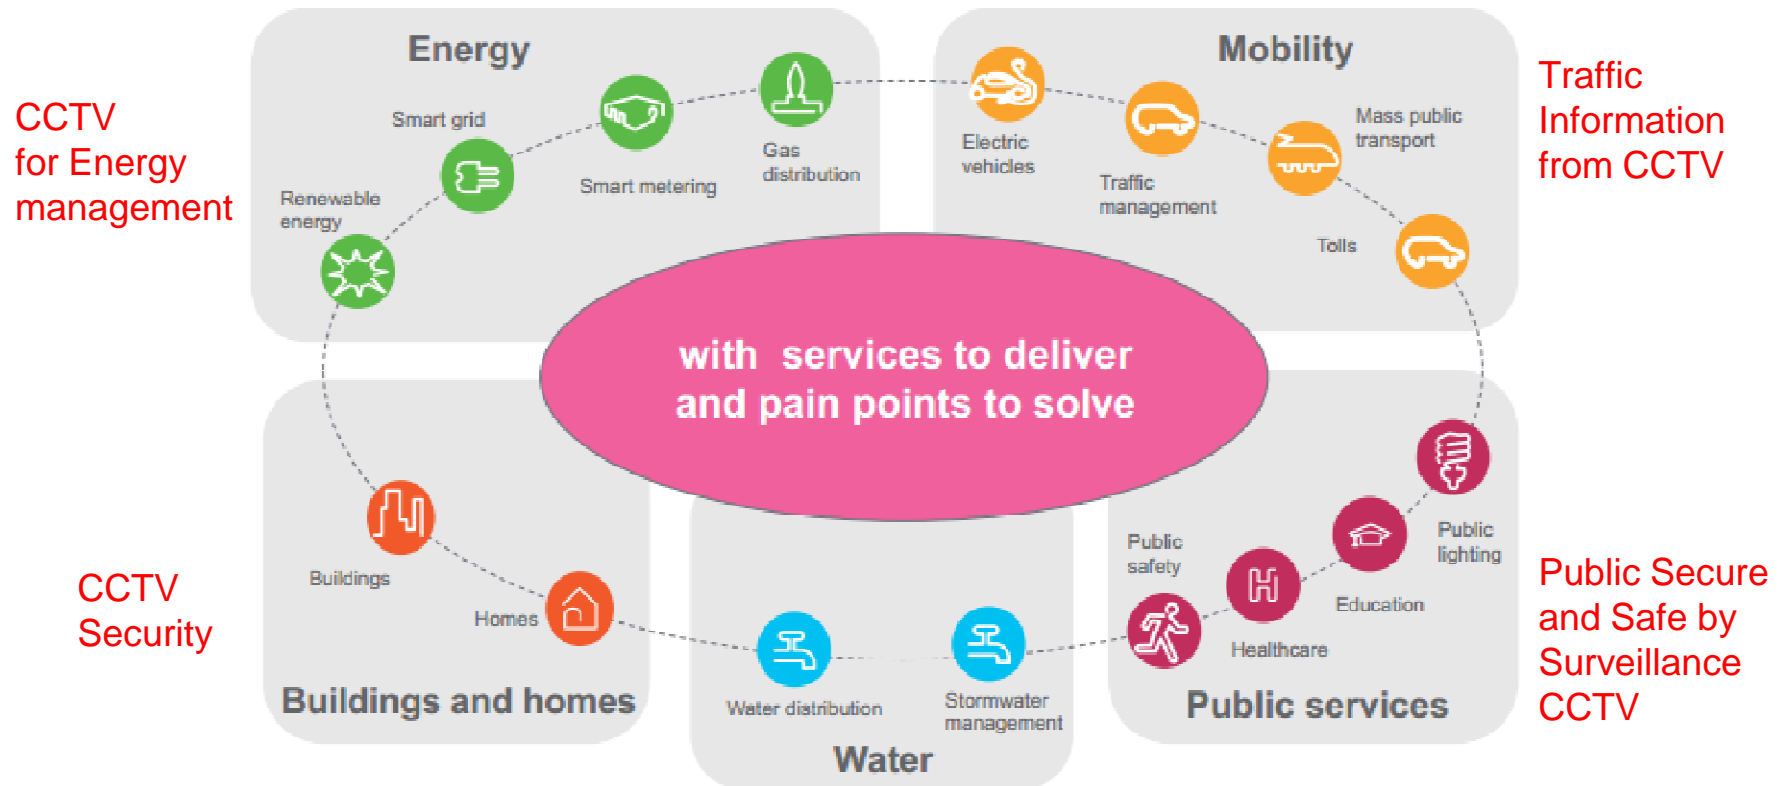 Energy
Mobility
CCTV
for Energy
management
Traffic
Information
from CCTV
Smart grid
Smart metering
Gas
distribution
Renewable
energy
Electric
vehicles
Traffic
management
Mass public
transport
Tolls
with services to deliver
and pain points to solve
CCTV
Security
Buildings
Homes
Buildings and homes
Water distribution
Stormwater
management
Water
Public
safety
Healthcare
Education
Public
lighting
Public services
Public Secure
and Safe by
Surveillance
CCTV